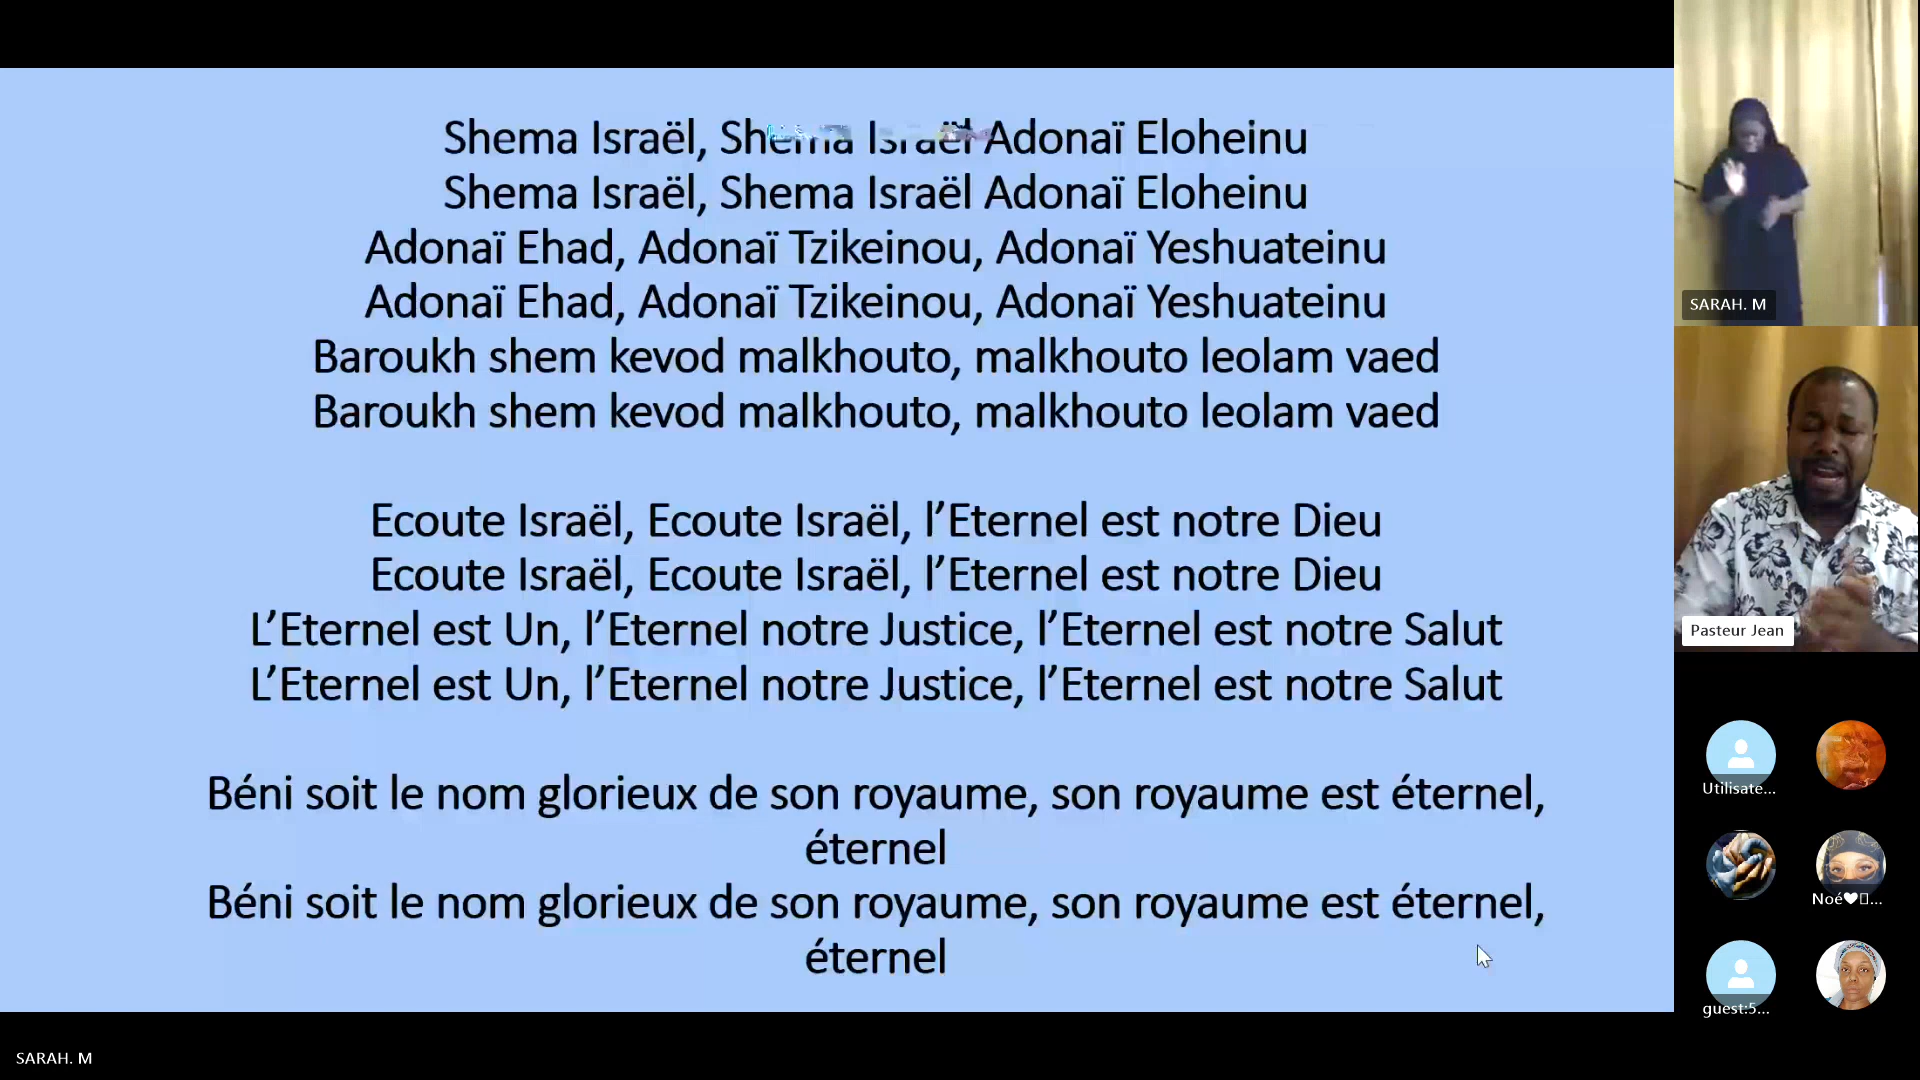 Shema Israël, Shema Israël Adonaï Eloheinu
Shema Israël, Shema Israël Adonaï Eloheinu
Adonaï Ehad, Adonaï Tzikeinou, Adonaï Yeshuateinu
Adonaï Ehad, Adonaï Tzikeinou, Adonaï Yeshuateinu
Baroukh shem kevod malkhouto, malkhouto leolam vaed
Baroukh shem kevod malkhouto, malkhouto leolam vaed
Ecoute Israël, Ecoute Israël, l’Eternel est notre Dieu
Ecoute Israël, Ecoute Israël, l’Eternel est notre Dieu
L’Eternel est Un, l’Eternel notre Justice, l’Eternel est notre Salut
L’Eternel est Un, l’Eternel notre Justice, l’Eternel est notre Salut
Béni soit le nom glorieux de son royaume, son royaume est éternel,
éternel
Béni soit le nom glorieux de son royaume, son royaume est éternel,
éternel
SARAH. M
Pasteur Jean
Utilisate...
Noé♥▯...
guest:5...
SARAH. M